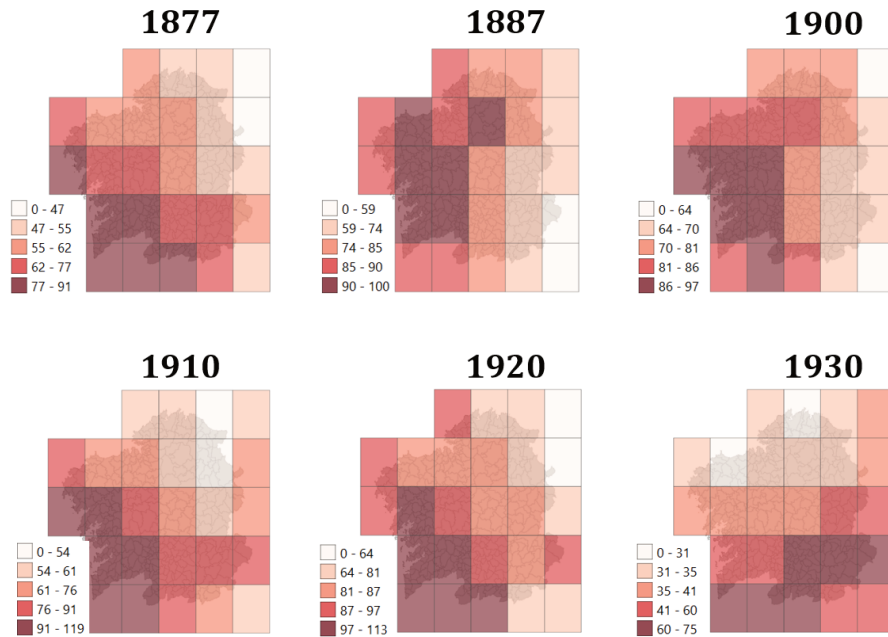 1877
1887
1900
0 - 47
47 - 55
55 - 62
62 - 77
77 - 91
0 - 59
59 - 74
74 - 85
85 - 90
90 - 100
0 - 64
64 - 70
70 - 81
81 - 86
86 - 97
1910
1920
1930
0 - 54
54 - 61
61 - 76
76 - 91
91 - 119
0 - 64
64 - 81
81 - 87
87 - 97
97 - 113
0 - 31
31 - 35
35 - 41
41 - 60
60 - 75